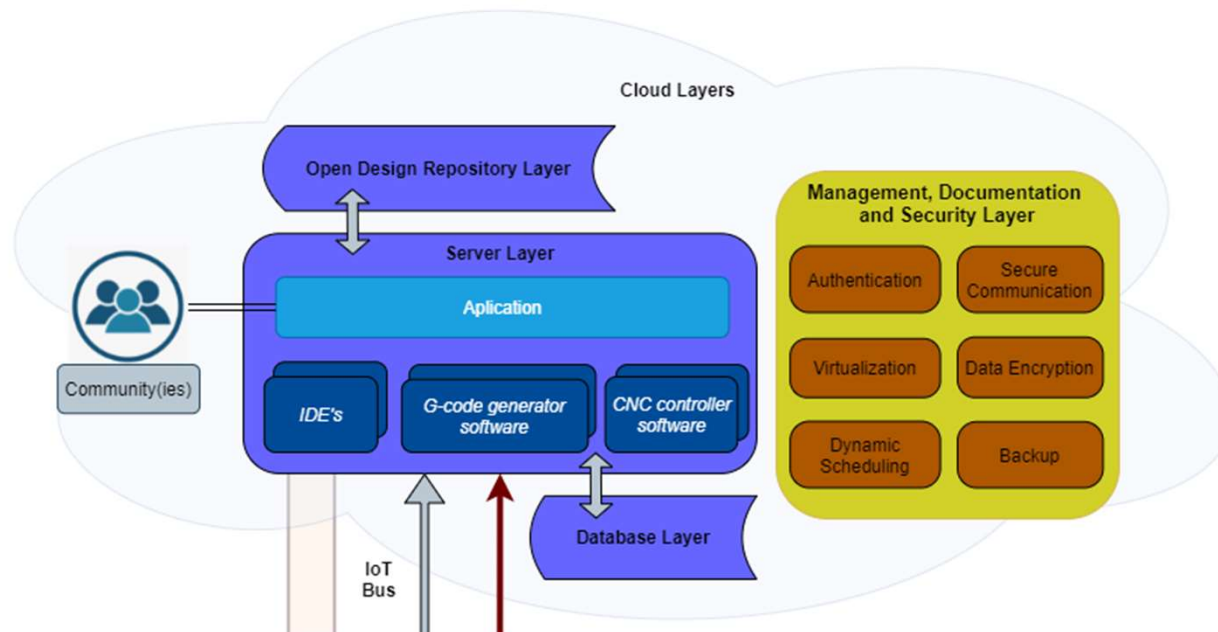 Cloud Layers
Open Design Repository Layer
Management, Documentation
and Security Layer
Server Layer
Authentication
Secure
Communication
Aplication
Community(ies)
Virtualization
Data Encryption
IDE's
G-code generator
software
CNC controller
software
Dynamic
Scheduling
Backup
Database Layer
IoT
Bus